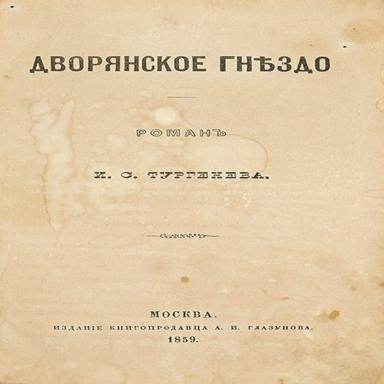 ДВОРЯНСКОЕ ГНѢЗДО
РОМАНЪ
И. С. ТУРГЕНЕВА.
МОСКВА.
ИЗДАНІЕ КНИГОПРОДАВЦА А. И. ГЛАЗУНОВА.
1859.